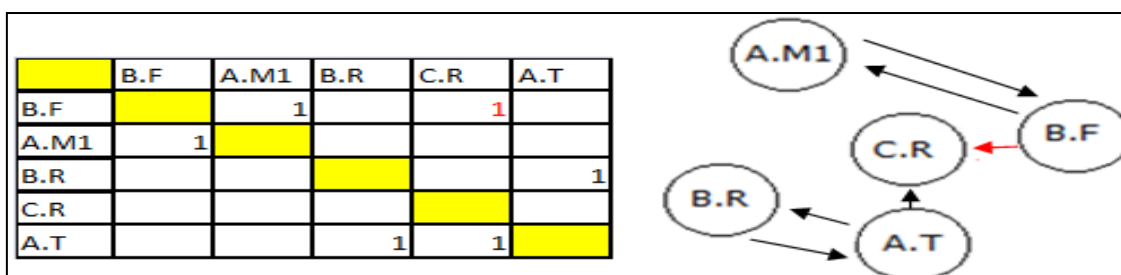 B.F A.M1 B.R C.R A.T
B.F 1 1
A.M1 1
B.R 1
C.R
A.T 1 1
A.M1
B.F
C.R
B.R
A.T